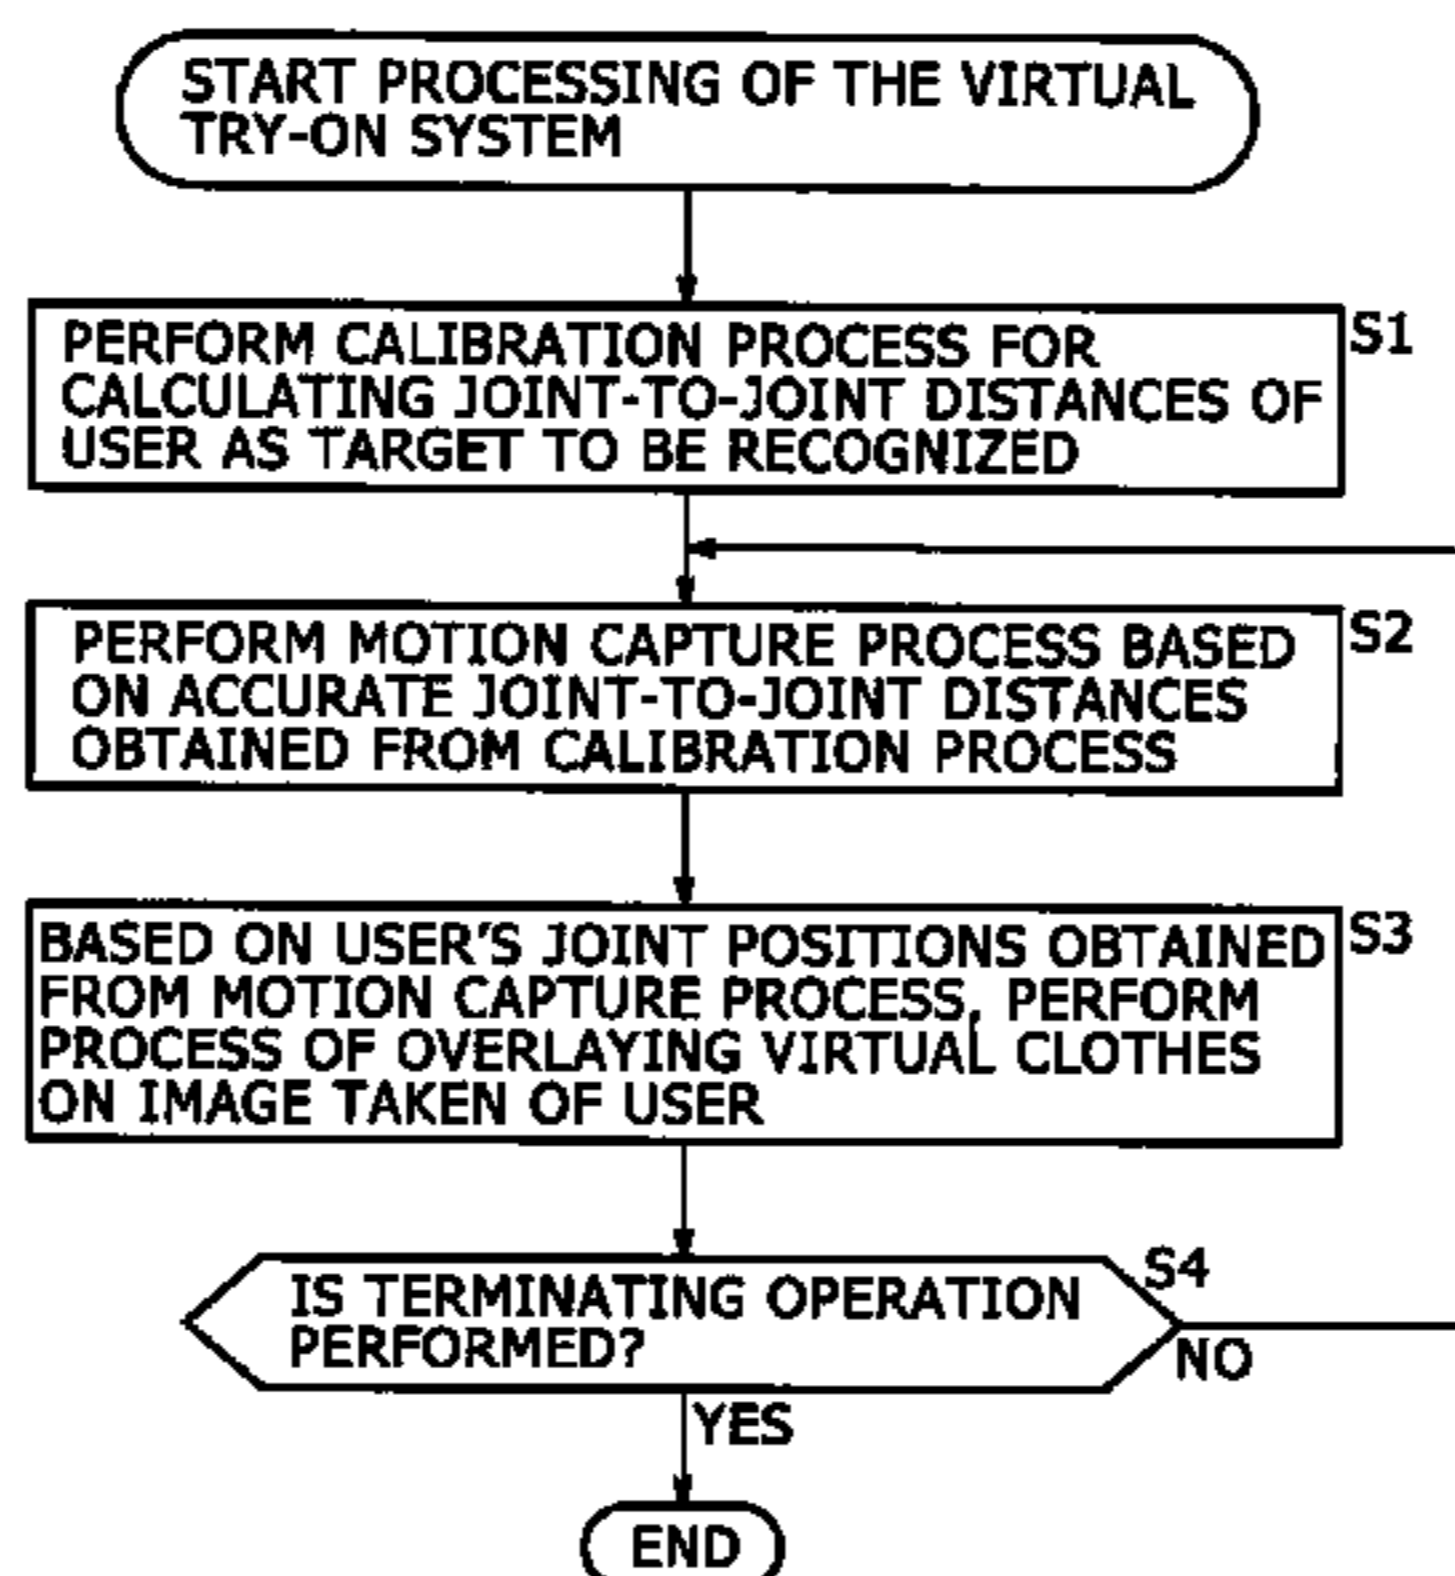 START PROCESSING OF THE VIRTUAL
TRY-ON SYSTEM
PERFORM CALIBRATION PROCESS FOR
CALCULATING JOINT-TO-JOINT DISTANCES OF
USER AS TARGET TO BE RECOGNIZED
S1
PERFORM MOTION CAPTURE PROCESS BASED
ON ACCURATE JOINT-TO-JOINT DISTANCES
OBTAINED FROM CALIBRATION PROCESS
S2
BASED ON USER'S JOINT POSITIONS OBTAINED
FROM MOTION CAPTURE PROCESS, PERFORM
PROCESS OF OVERLAYING VIRTUAL CLOTHES
ON IMAGE TAKEN OF USER
S3
IS TERMINATING OPERATION
PERFORMED?
S4
NO
YES
END